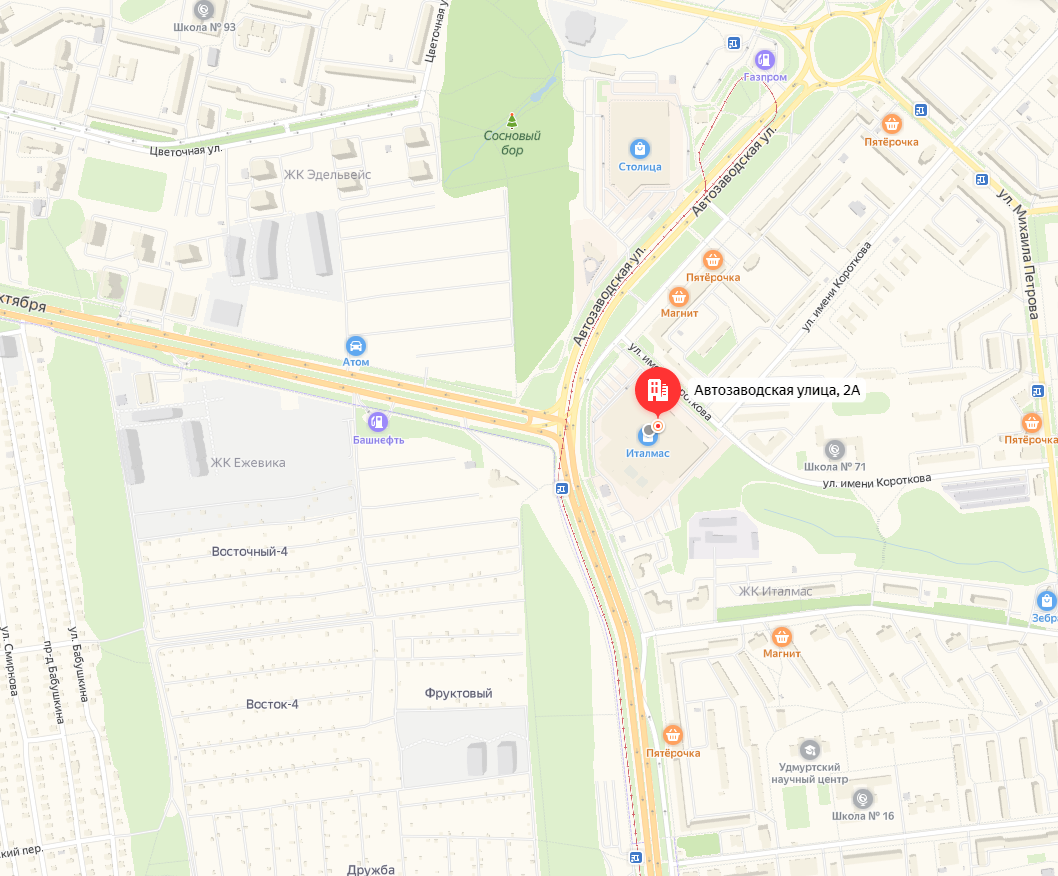 Школа № 93
Цветочная у
Газпром
Пятёрочка
Сосновый
бор
Столица
Автозаводская ул.
Цветочная ул.
ЖК Эдельвейс
ул. Михаила Петрова
Пятёрочка
Автозаводская ул.
ул. имени Короткова
Магнит
ктября
Атом
Автозаводская улица, 2А
Башнефть
Италмас
Пятёрочка
Школа № 71
ул. имени Короткова
ЖК Ежевика
Восточный-4
ЖК Италмас
Зебр
ул. Смирнова
пр-д Бабушкина
ул. Бабушкина
Магнит
Фруктовый
Восток-4
Пятёрочка
Удмуртский
научный центр
Школа № 16
ский пер.
Дружба